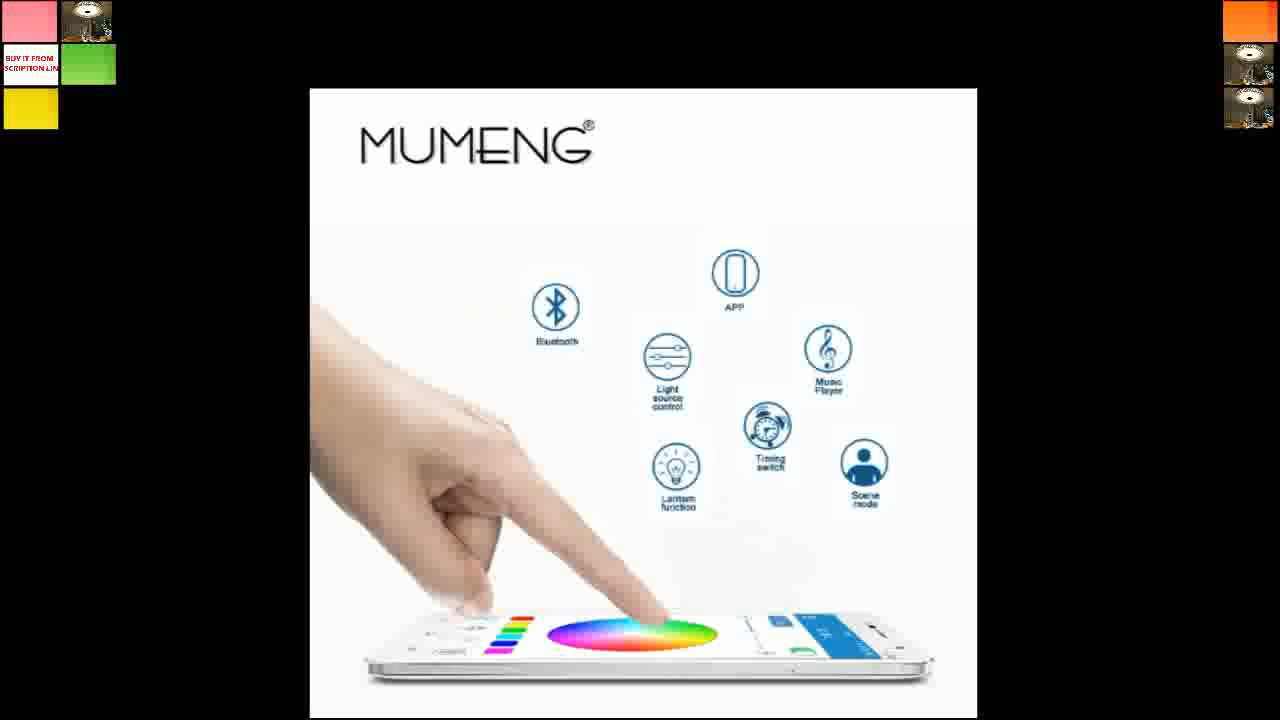 BUY IT FROM
SCRIPTION LIN
MUMENG®
APP
Bluetooth
Music
Player
Light
source
control
Timing
switch
Scene
mode
Lantern
function